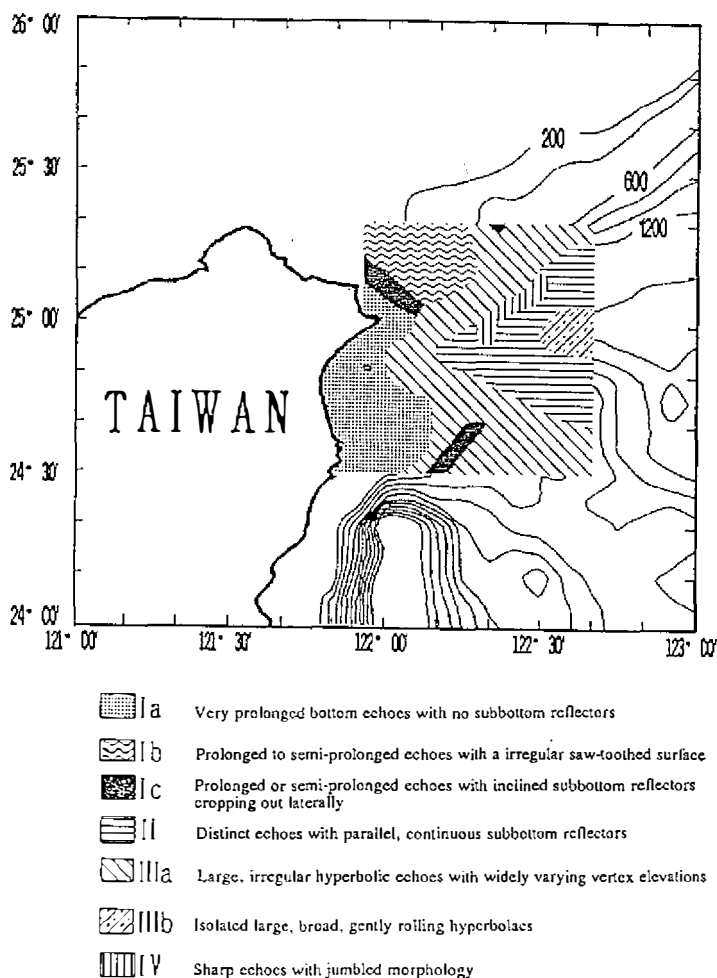 26° 00'
200
25° 30'
600
1200
25° 00'
TAIWAN
24° 30'
24° 00'
121° 00' 121° 30' 122° 00' 122° 30' 123° 00'
Ia Very prolonged bottom echoes with no subbottom reflectors
Ib Prolonged to semi-prolonged echoes with a irregular saw-toothed surface
Ic Prolonged or semi-prolonged echoes with inclined subbottom reflectors
cropping out laterally
II Distinct echoes with parallel, continuous subbottom reflectors
IIIa Large, irregular hyperbolic echoes with widely varying vertex elevations
IIIb Isolated large, broad, gently rolling hyperbolaes
IV Sharp echoes with jumbled morphology